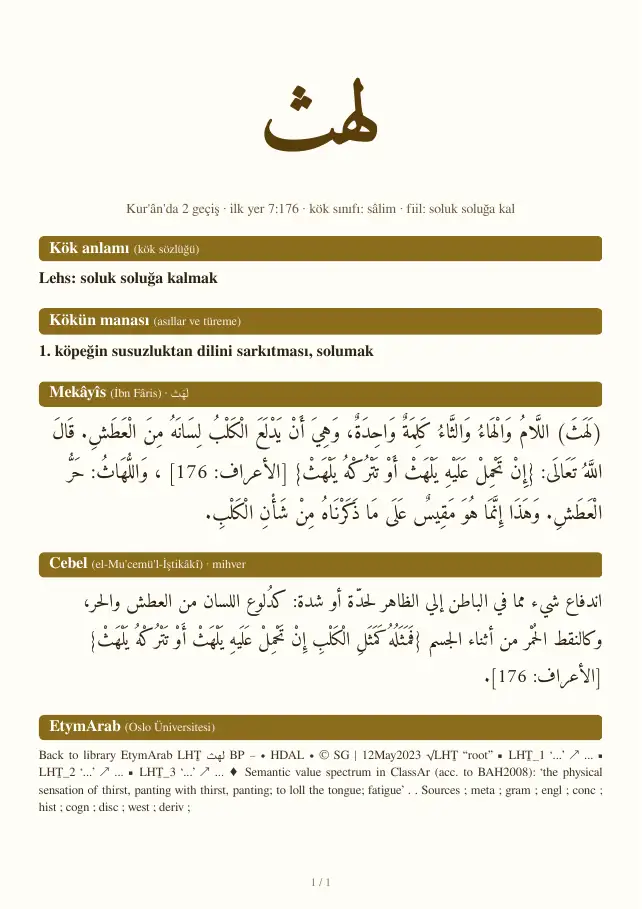 لهث
Kur'ân'da 2 geçiş · ilk yer 7:176 · kök sınıfı: sâlim · fiil: soluk soluğa kal
Kök anlamı (kök sözlüğü)
Lehs: soluk soluğa kalmak
Kökün manası (asıllar ve türeme)
1. köpeğin susuzluktan dilini sarkıtması, solumak
Mekâyîs (İbn Fâris) · لهَث
(لَهَثَ) اللَّامُ وَالْهَاءُ وَالثَّاءُ كَلِمَةٌ وَاحِدَةٌ، وَهِيَ أَنْ يَدْلَعَ الْكَلْبُ لِسَانَهُ مِنَ الْعَطَشِ. قَالَ
اللَّهُ تَعَالَى: {إِنْ تَحْمِلْ عَلَيْهِ يَلْهَثْ أَوْ تَتْرُكْهُ يَلْهَثْ} [الأعراف: 176] ، وَاللُّهَاثُ: حَرُّ
الْعَطَشِ. وَهَذَا إِنَّمَا هُوَ مَقِيسٌ عَلَى مَا ذَكَرْنَاهُ مِنْ شَأْنِ الْكَلْبِ.
Cebel (el-Mu'cemü'l-İştikâkî) · mihver
اندفاع شيء مما في الباطن إلي الظاهر لحدّة أو شدة: كدُلوع اللسان من العطش والحر،
وكالنقط الحُمْر من أثناء الجسم {فَمَثَلُهُ كَمَثَلِ الْكَلْبِ إِنْ تَحْمِلْ عَلَيهِ يَلْهَثْ أَوْ تَتْرُكْهُ يَلْهَثْ}
[الأعراف: 176].
EtymArab (Oslo Üniversitesi)
Back to library EtymArab LHṮ لهث BP – • HDAL • © SG | 12May2023 √LHṮ “root” ▪ LHṮ_1 ‘...’ ↗ ... ▪
LHṮ_2 ‘...’ ↗ ... ▪ LHṮ_3 ‘...’ ↗ ... ♦ Semantic value spectrum in ClassAr (acc. to BAH2008): ‘the physical
sensation of thirst, panting with thirst, panting; to loll the tongue; fatigue’ . . Sources ; meta ; gram ; engl ; conc ;
hist ; cogn ; disc ; west ; deriv ;
1 / 1